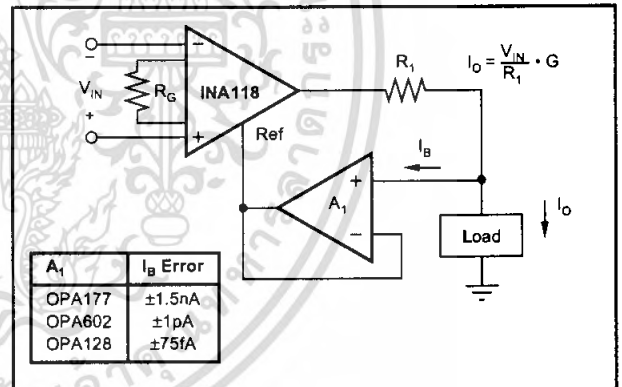 −
V_IN
+
R_G
−
INA118
+
Ref
R_1
I_O = V_IN / R_1 · G
I_B
+
A_1
−
Load
I_O
A_1 I_B Error
OPA177 ±1.5nA
OPA602 ±1pA
OPA128 ±75fA